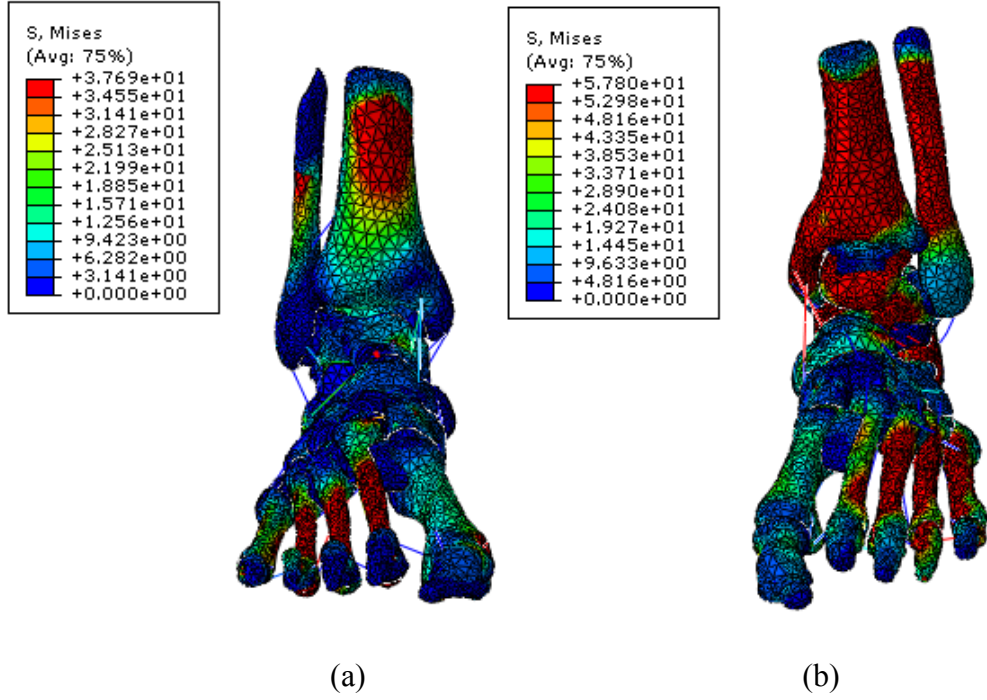 S, Mises
(Avg: 75%)
+3.769e+01
+3.455e+01
+3.141e+01
+2.827e+01
+2.513e+01
+2.199e+01
+1.885e+01
+1.571e+01
+1.256e+01
+9.423e+00
+6.282e+00
+3.141e+00
+0.000e+00
S, Mises
(Avg: 75%)
+5.780e+01
+5.298e+01
+4.816e+01
+4.335e+01
+3.853e+01
+3.371e+01
+2.890e+01
+2.408e+01
+1.927e+01
+1.445e+01
+9.633e+00
+4.816e+00
+0.000e+00
(a)
(b)